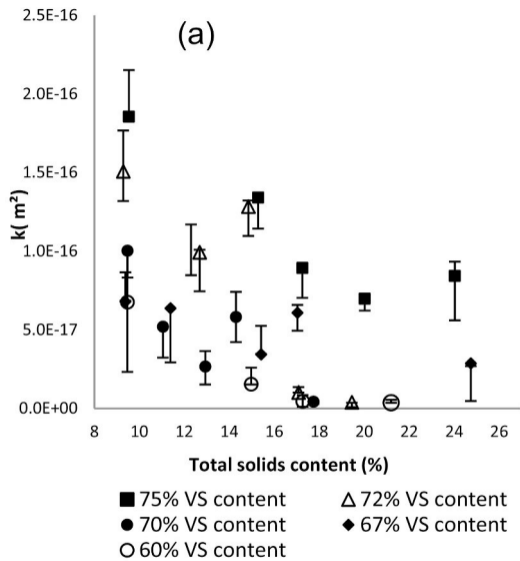 (a)
2.5E-16
2.0E-16
1.5E-16
1.0E-16
5.0E-17
0.0E+00
k( m²)
8 10 12 14 16 18 20 22 24 26
Total solids content (%)
75% VS content 72% VS content
70% VS content 67% VS content
60% VS content